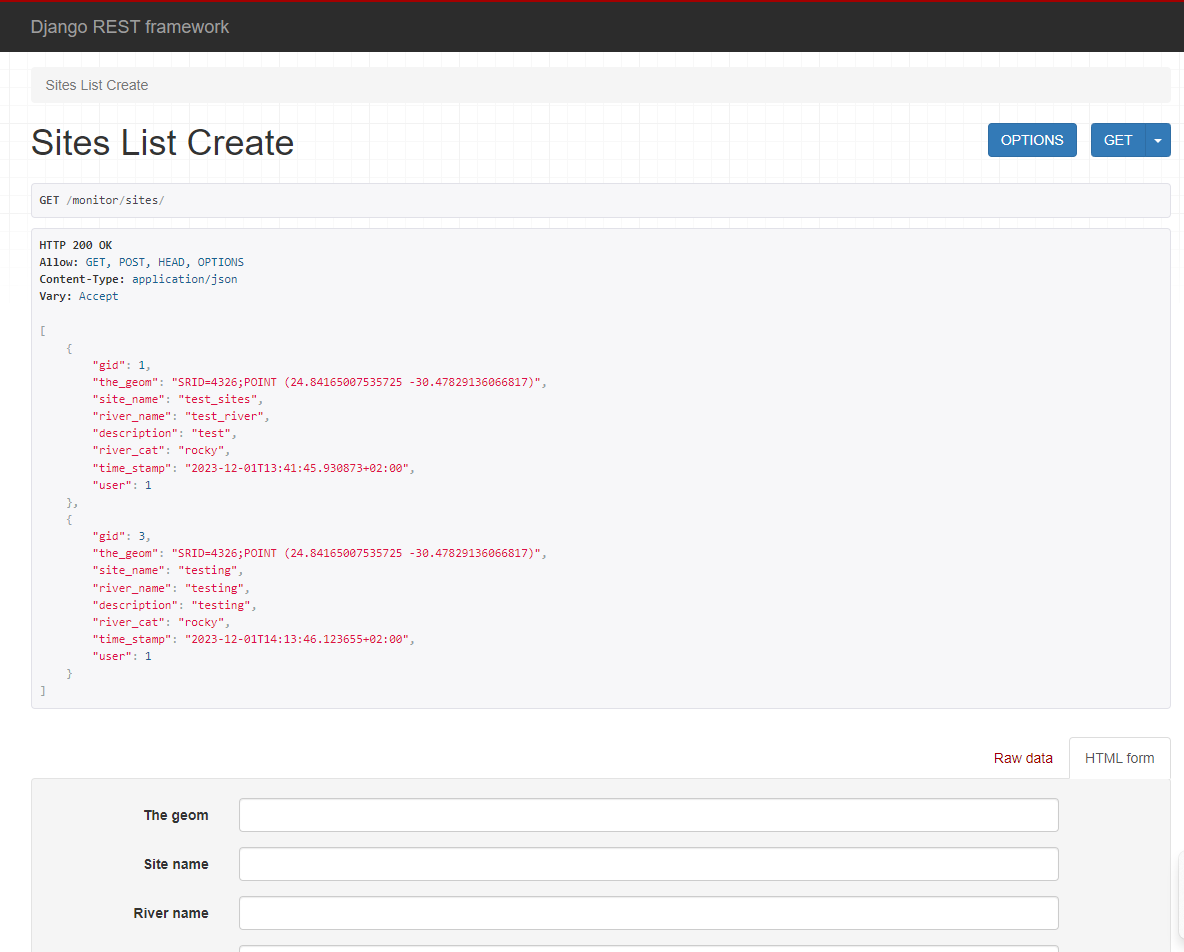 Django REST framework
Sites List Create
Sites List Create
OPTIONS
GET
GET /monitor/sites/
HTTP 200 OK
Allow: GET, POST, HEAD, OPTIONS
Content-Type: application/json
Vary: Accept
[
    {
        "gid": 1,
        "the_geom": "SRID=4326;POINT (24.84165007535725 -30.47829136066817)",
        "site_name": "test_sites",
        "river_name": "test_river",
        "description": "test",
        "river_cat": "rocky",
        "time_stamp": "2023-12-01T13:41:45.930873+02:00",
        "user": 1
    },
    {
        "gid": 3,
        "the_geom": "SRID=4326;POINT (24.84165007535725 -30.47829136066817)",
        "site_name": "testing",
        "river_name": "testing",
        "description": "testing",
        "river_cat": "rocky",
        "time_stamp": "2023-12-01T14:13:46.123655+02:00",
        "user": 1
    }
]
Raw data
HTML form
The geom
Site name
River name